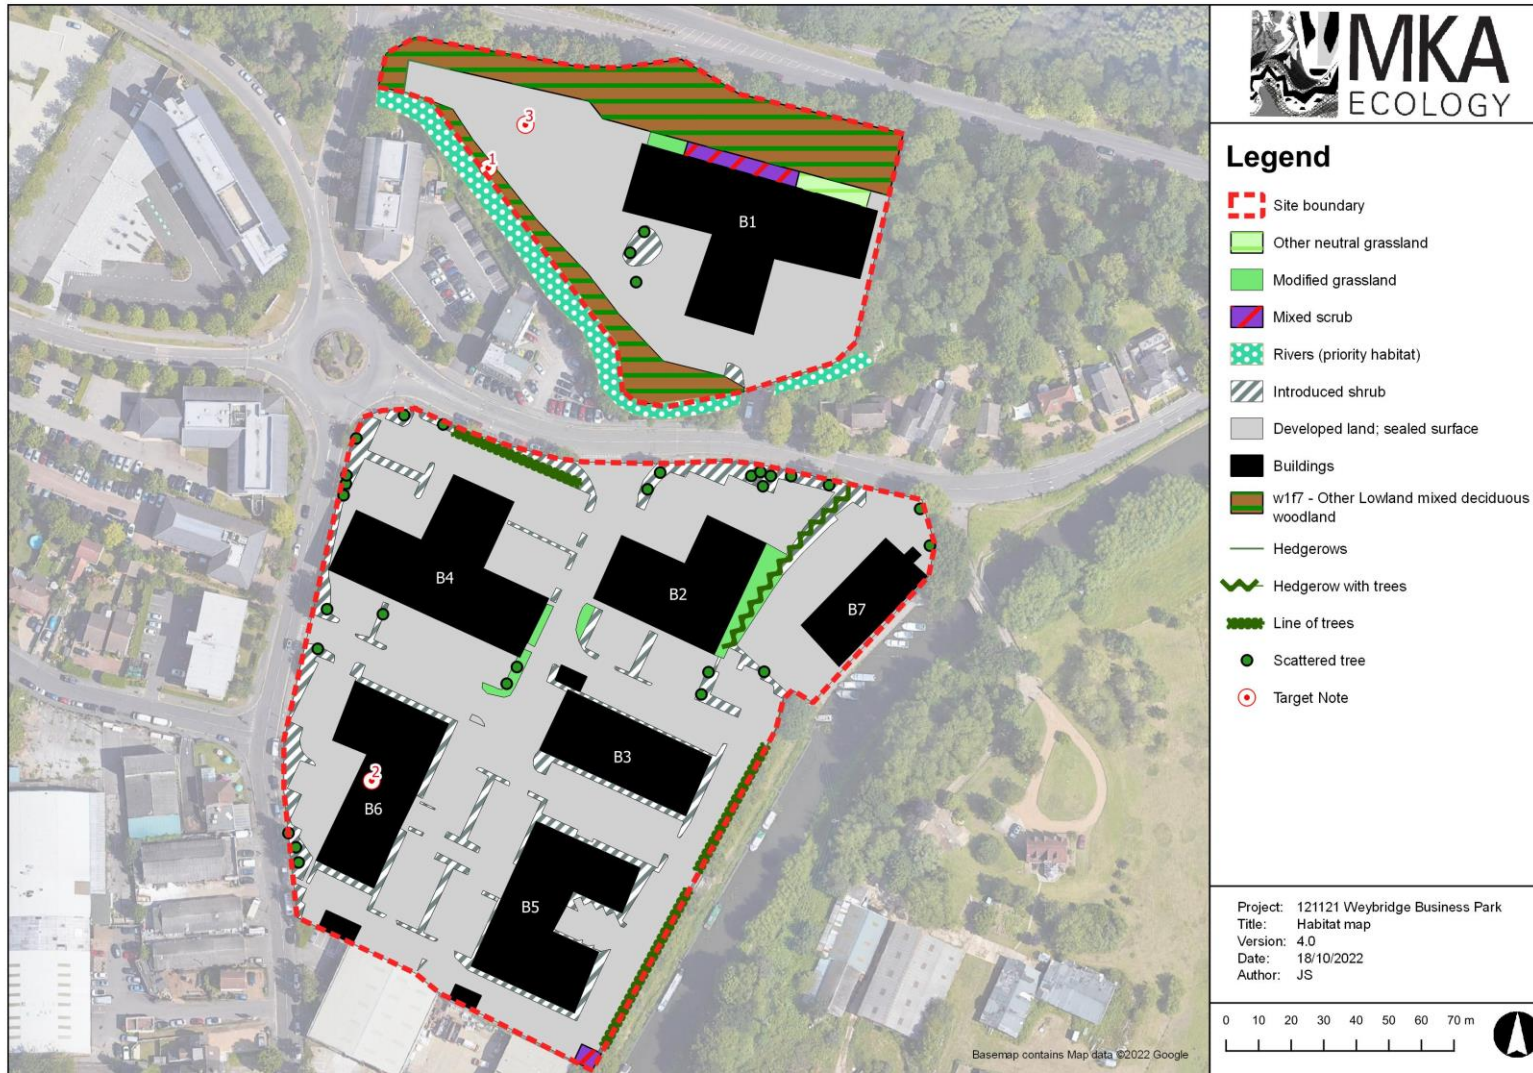 MKA
ECOLOGY
Legend
Site boundary
Other neutral grassland
Modified grassland
Mixed scrub
Rivers (priority habitat)
Introduced shrub
Developed land; sealed surface
Buildings
w1f7 - Other Lowland mixed deciduous
woodland
Hedgerows
Hedgerow with trees
Line of trees
Scattered tree
Target Note
3
1
B1
B4
B2
B7
B3
2
B6
B5
Project: 121121 Weybridge Business Park
Title: Habitat map
Version: 4.0
Date: 18/10/2022
Author: JS
0 10 20 30 40 50 60 70 m
Basemap contains Map data ©2022 Google